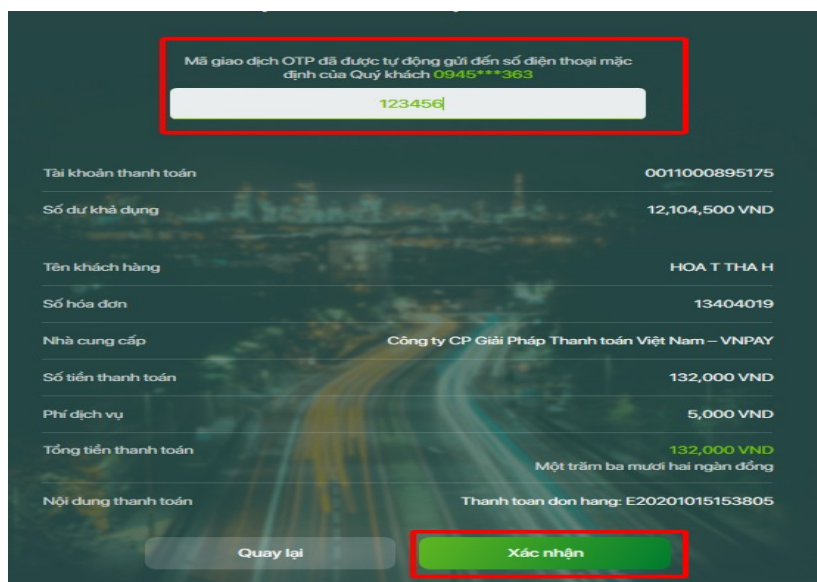 Mã giao dịch OTP đã được tự động gửi đến số điện thoại mặc
định của Quý khách 0945***363
123456
Tài khoản thanh toán 0011000895175
Số dư khả dụng 12,104,500 VND
Tên khách hàng HOA T THA H
Số hóa đơn 13404019
Nhà cung cấp Công ty CP Giải Pháp Thanh toán Việt Nam – VNPAY
Số tiền thanh toán 132,000 VND
Phí dịch vụ 5,000 VND
Tổng tiền thanh toán 132,000 VND
Một trăm ba mươi hai ngàn đồng
Nội dung thanh toán Thanh toan don hang: E20201015153805
Quay lại Xác nhận